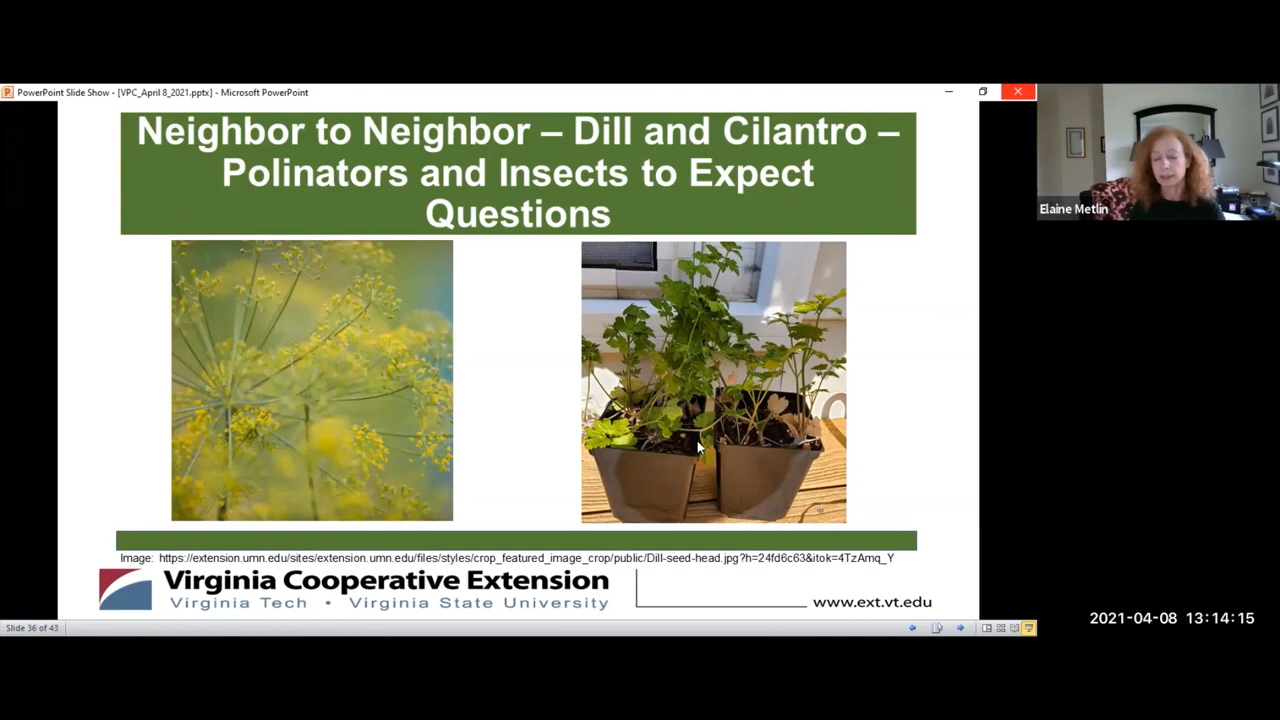 PowerPoint Slide Show - [VPC_April 8_2021.pptx] - Microsoft PowerPoint
Neighbor to Neighbor – Dill and Cilantro –
Polinators and Insects to Expect
Questions
Elaine Metlin
Image: https://extension.umn.edu/sites/extension.umn.edu/files/styles/crop_featured_image_crop/public/Dill-seed-head.jpg?h=24fd6c63&itok=4TzAmq_Y
Virginia Cooperative Extension
Virginia Tech • Virginia State University
www.ext.vt.edu
Slide 36 of 43
2021-04-08 13:14:15